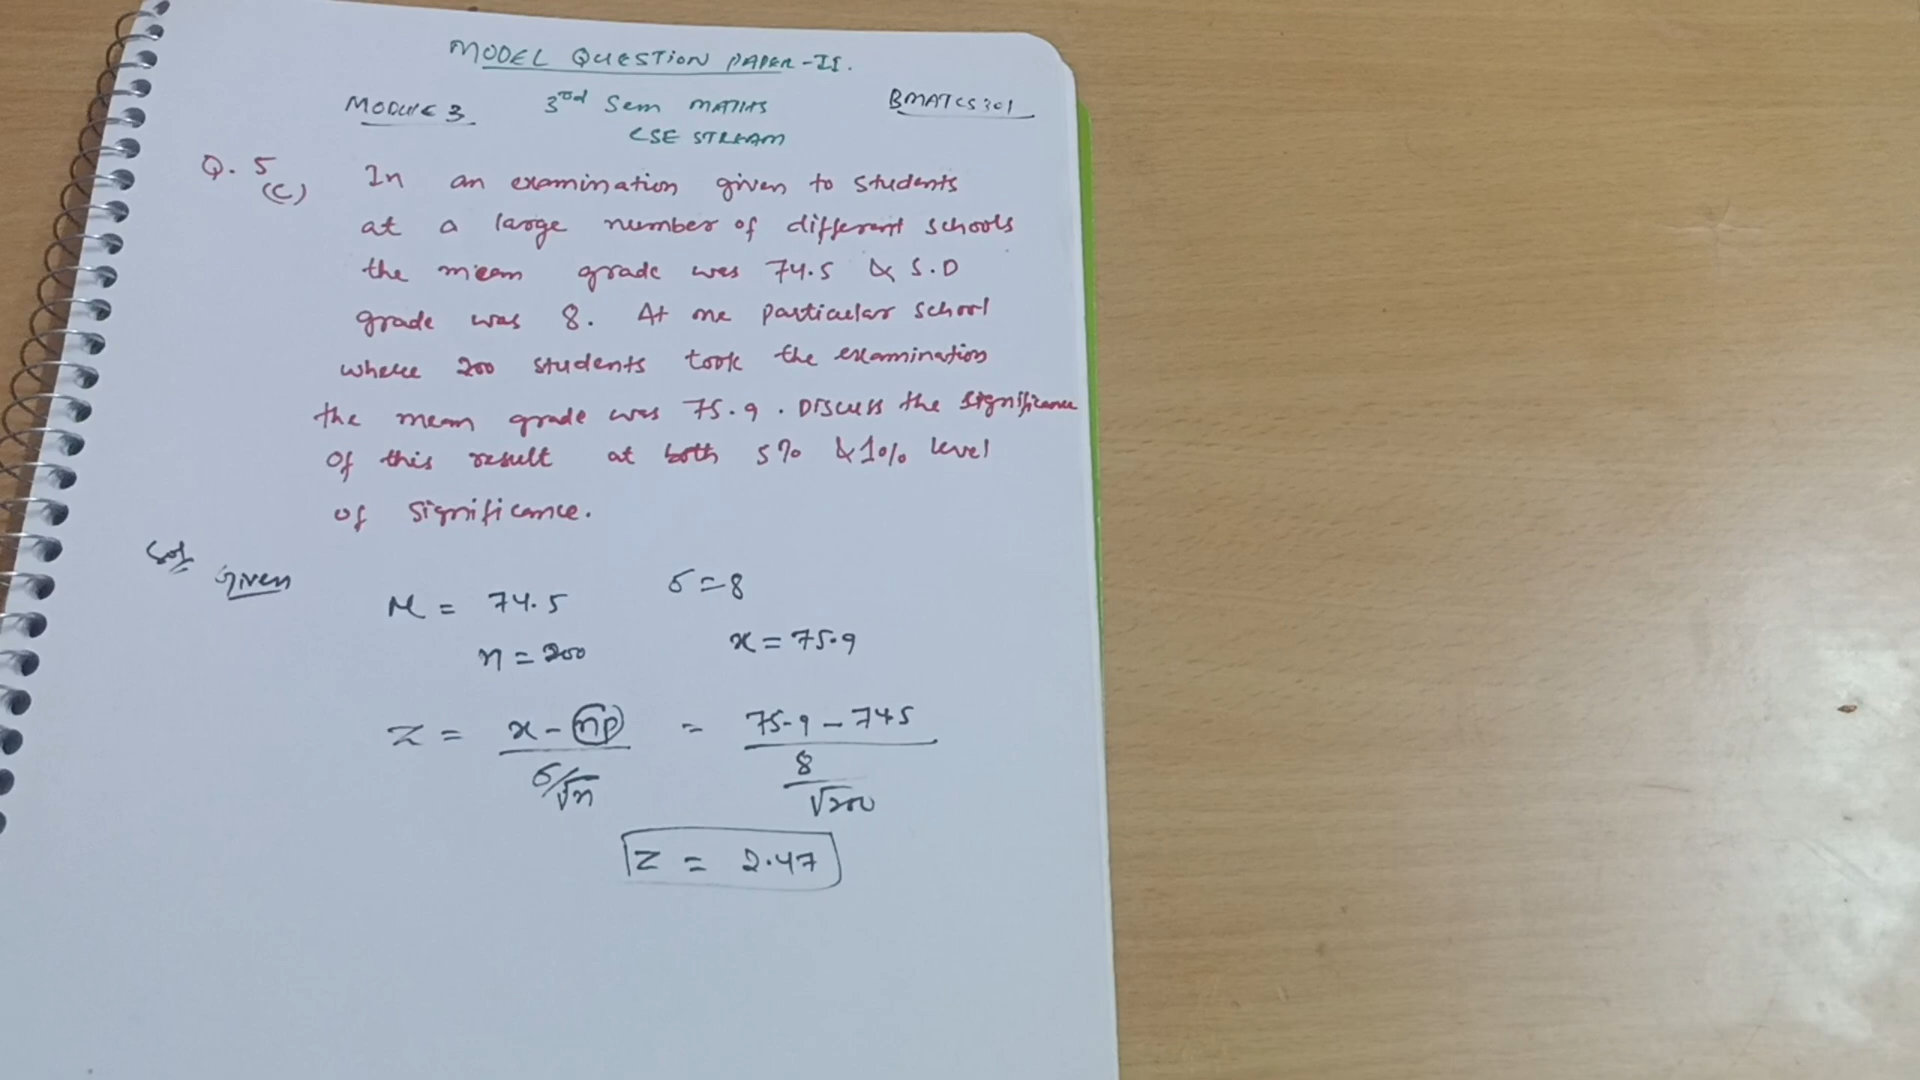 MODEL QUESTION PAPER-II.
MODULE 3 3rd Sem MATHS BMATCS301
CSE STREAM
Q. 5 (C) In an examination given to students
at a large number of different schools
the mean grade was 74.5 & S.D
grade was 8. At one particular school
where 200 students took the examination
the mean grade was 75.9. Discuss the significance
of this result at both 5% & 1% level
of significance.
Sol
Given
μ = 74.5 σ = 8
n = 200 x = 75.9
Z = x - np / σ/√n = 75.9 - 74.5 / 8/√200
Z = 2.47